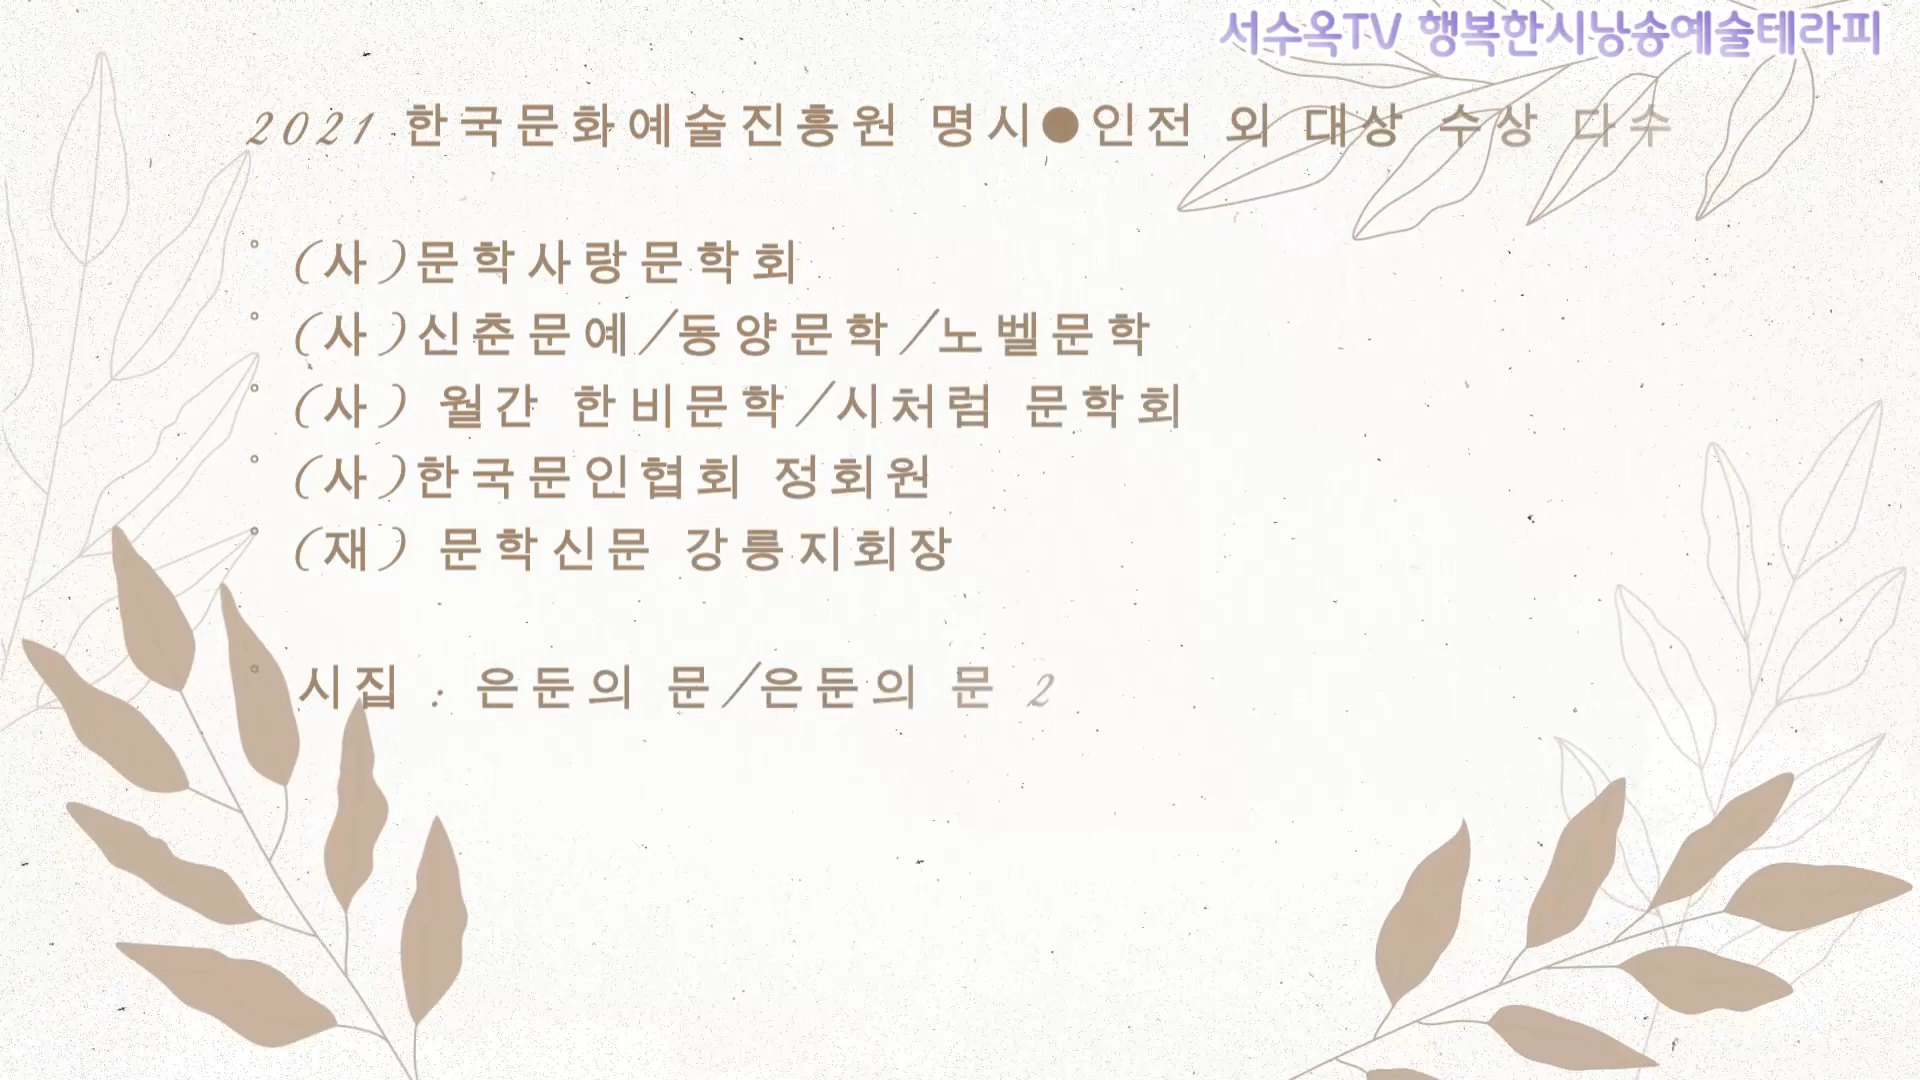 서수옥TV 행복한시낭송예술테라피
2021 한국문화예술진흥원 명시●인전 외 대상 수상 다수
° (사)문학사랑문학회
° (사)신춘문예/동양문학/노벨문학
° (사) 월간 한비문학/시처럼 문학회
° (사)한국문인협회 정회원
° (재) 문학신문 강릉지회장
° 시집 : 은둔의 문/은둔의 문 2